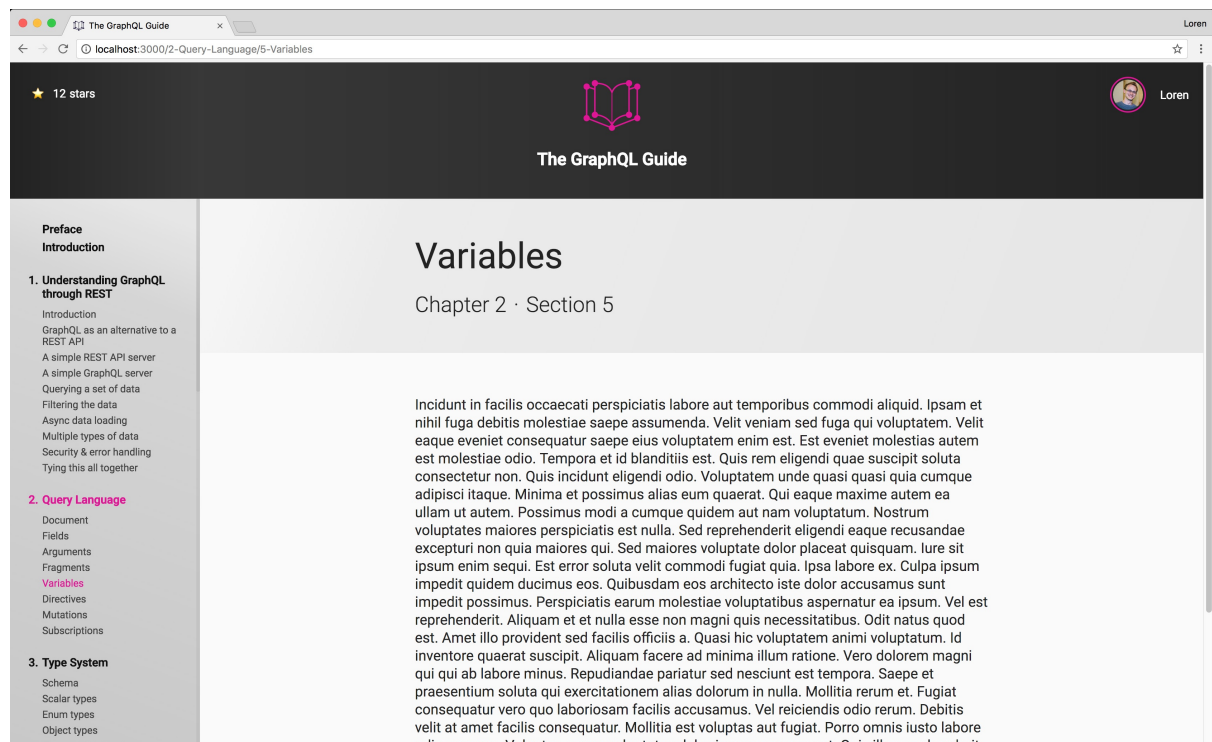 The GraphQL Guide
Loren
localhost:3000/2-Query-Language/5-Variables
12 stars
Loren
The GraphQL Guide
Preface
Introduction
1. Understanding GraphQL
through REST
Introduction
GraphQL as an alternative to a
REST API
A simple REST API server
A simple GraphQL server
Querying a set of data
Filtering the data
Async data loading
Multiple types of data
Security & error handling
Tying this all together
2. Query Language
Document
Fields
Arguments
Fragments
Variables
Directives
Mutations
Subscriptions
3. Type System
Schema
Scalar types
Enum types
Object types
Variables
Chapter 2 · Section 5
Incidunt in facilis occaecati perspiciatis labore aut temporibus commodi aliquid. Ipsam et
nihil fuga debitis molestiae saepe assumenda. Velit veniam sed fuga qui voluptatem. Velit
eaque eveniet consequatur saepe eius voluptatem enim est. Est eveniet molestias autem
est molestiae odio. Tempora et id blanditiis est. Quis rem eligendi quae suscipit soluta
consectetur non. Quis incidunt eligendi odio. Voluptatem unde quasi quasi quia cumque
adipisci itaque. Minima et possimus alias eum quaerat. Qui eaque maxime autem ea
ullam ut autem. Possimus modi a cumque quidem aut nam voluptatum. Nostrum
voluptates maiores perspiciatis est nulla. Sed reprehenderit eligendi eaque recusandae
excepturi non quia maiores qui. Sed maiores voluptate dolor placeat quisquam. Iure sit
ipsum enim sequi. Est error soluta velit commodi fugiat quia. Ipsa labore ex. Culpa ipsum
impedit quidem ducimus eos. Quibusdam eos architecto iste dolor accusamus sunt
impedit possimus. Perspiciatis earum molestiae voluptatibus aspernatur ea ipsum. Vel est
reprehenderit. Aliquam et et nulla esse non magni quis necessitatibus. Odit natus quod
est. Amet illo provident sed facilis officiis a. Quasi hic voluptatem animi voluptatum. Id
inventore quaerat suscipit. Aliquam facere ad minima illum ratione. Vero dolorem magni
qui qui ab labore minus. Repudiandae pariatur sed nesciunt est tempora. Saepe et
praesentium soluta qui exercitationem alias dolorum in nulla. Mollitia rerum et. Fugiat
consequatur vero quo laboriosam facilis accusamus. Vel reiciendis odio rerum. Debitis
velit at amet facilis consequatur. Mollitia est voluptas aut fugiat. Porro omnis iusto labore